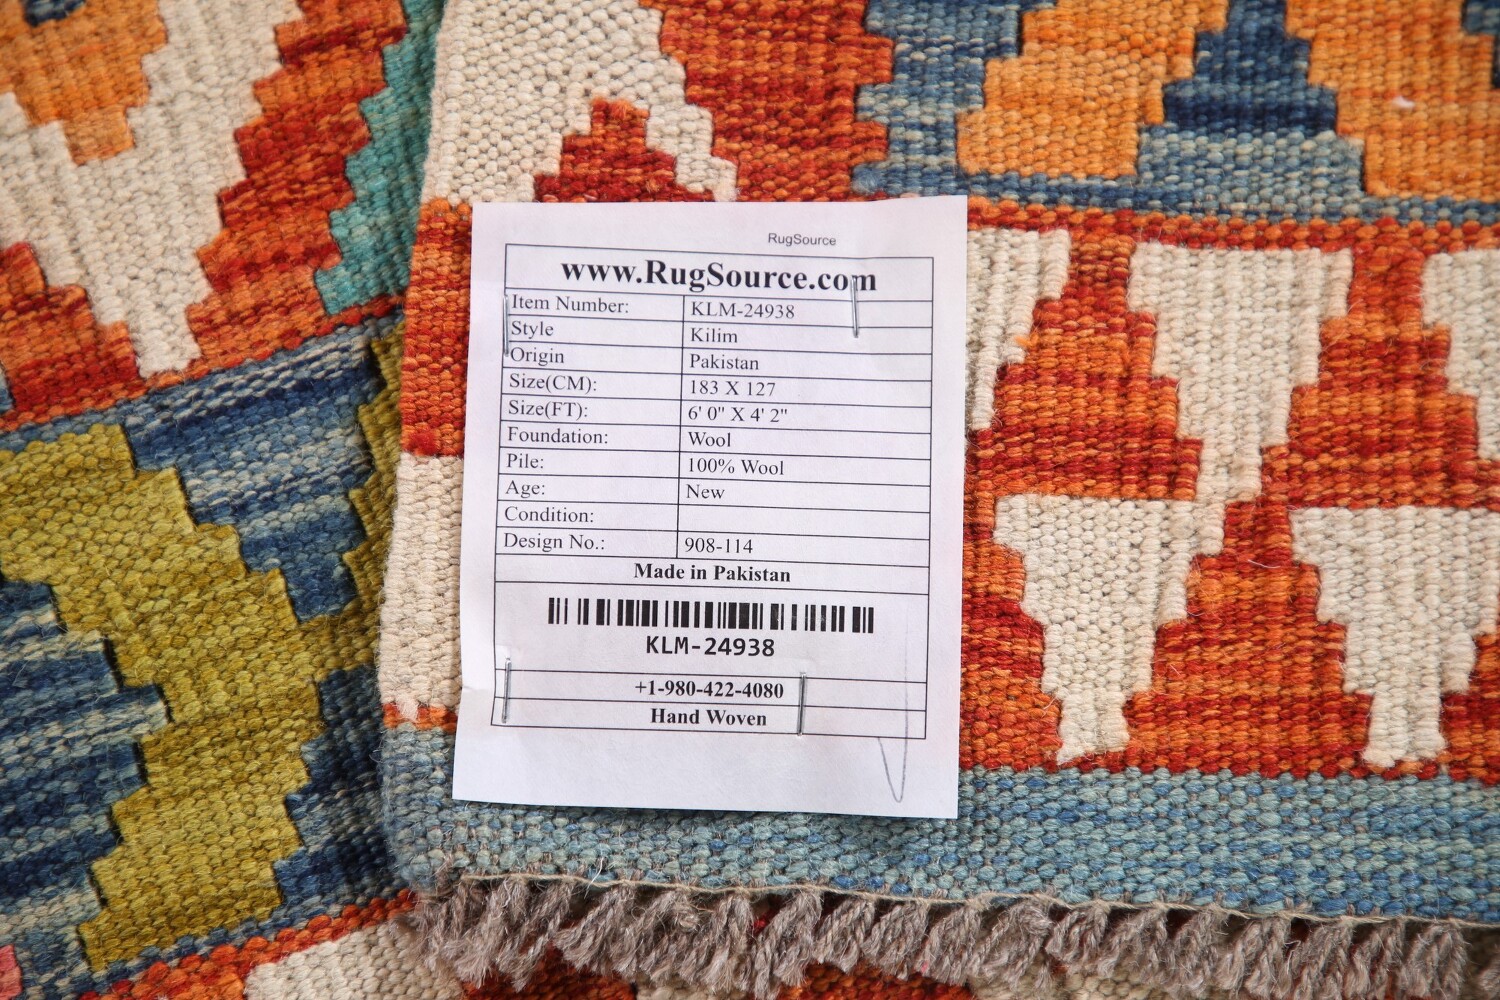 RugSource
www.RugSource.com
Item Number: KLM-24938
Style Kilim
Origin Pakistan
Size(CM): 183 X 127
Size(FT): 6' 0" X 4' 2"
Foundation: Wool
Pile: 100% Wool
Age: New
Condition:
Design No.: 908-114
Made in Pakistan
KLM-24938
+1-980-422-4080
Hand Woven